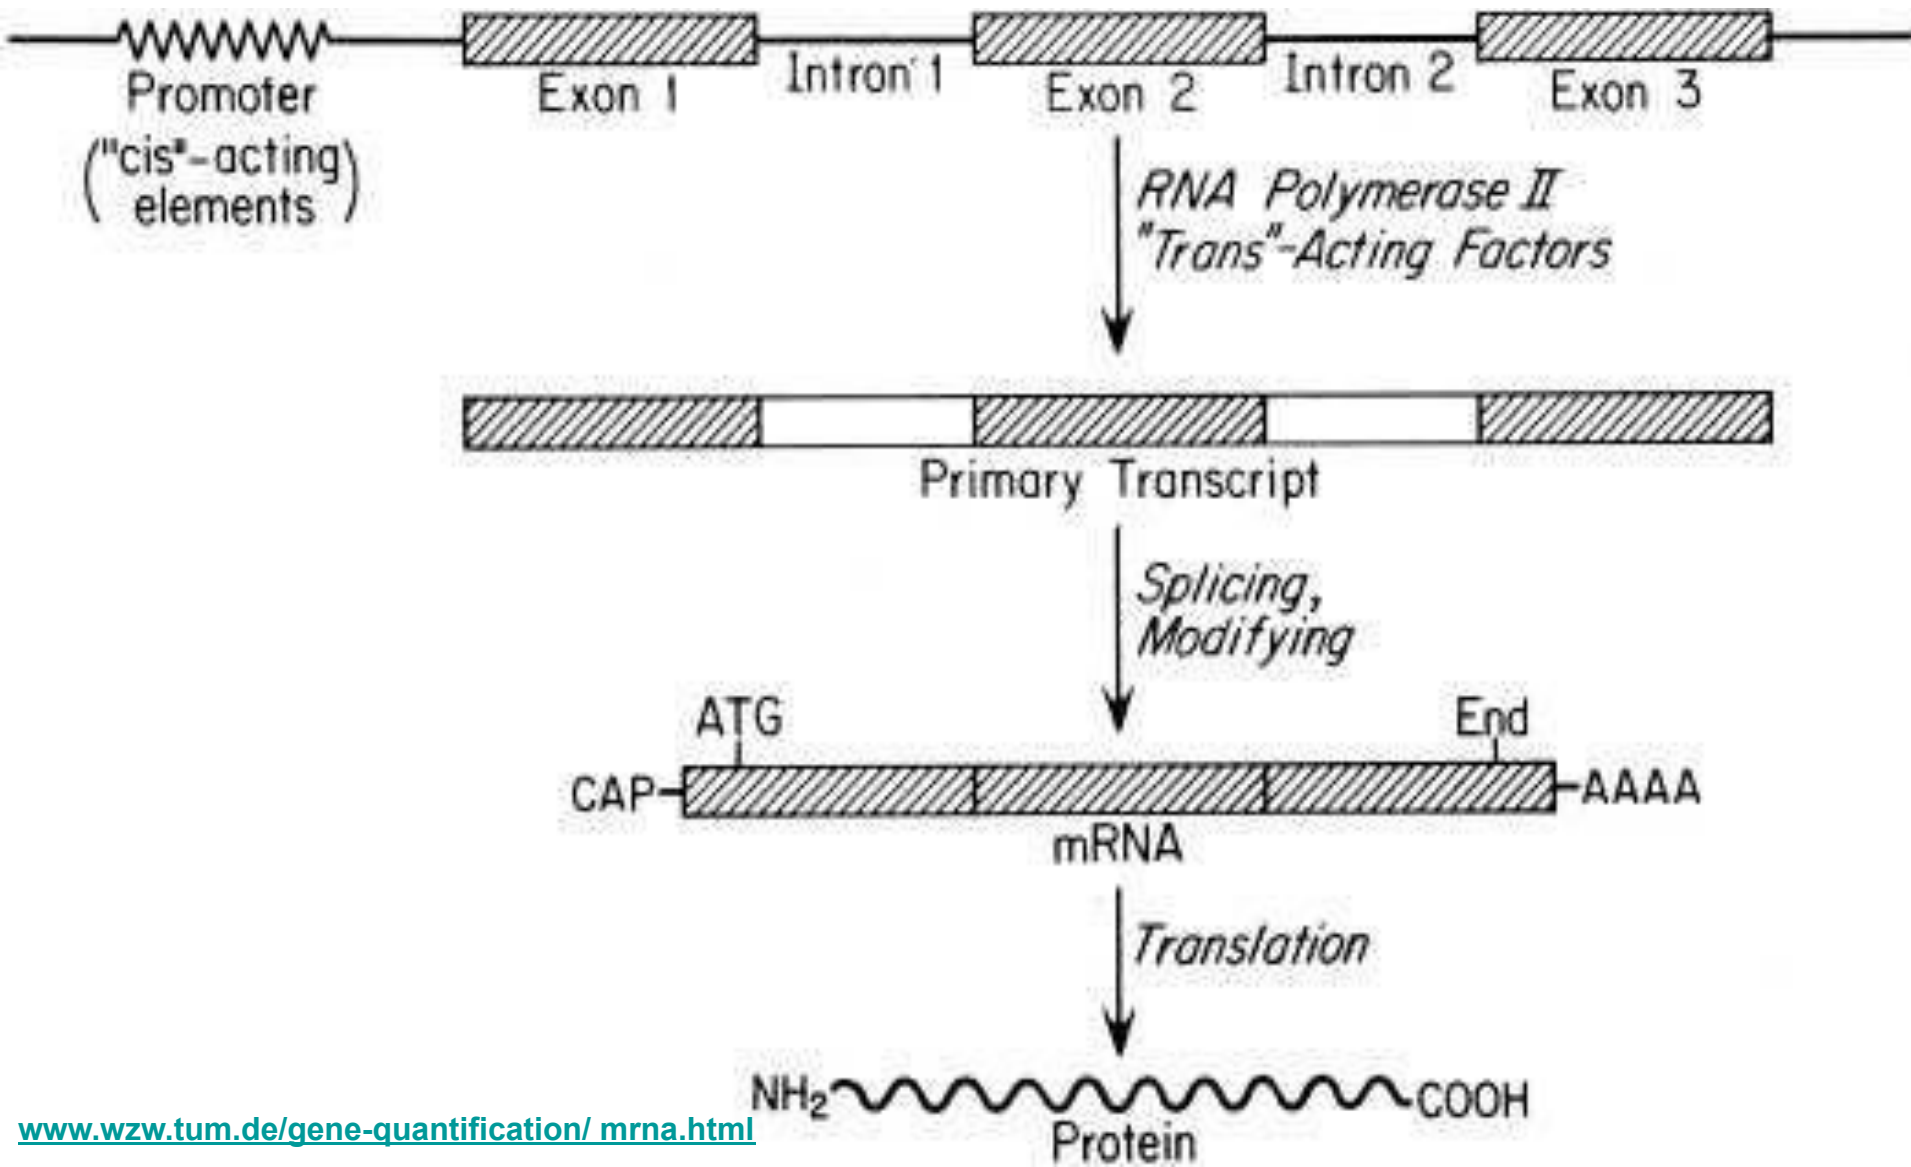 Promoter
("cis"-acting
elements)
Exon 1
Intron 1
Exon 2
Intron 2
Exon 3
RNA Polymerase II
"Trans"-Acting Factors
Primary Transcript
Splicing,
Modifying
ATG
End
CAP
AAAA
mRNA
Translation
NH₂
COOH
Protein
www.wzw.tum.de/gene-quantification/ mrna.html